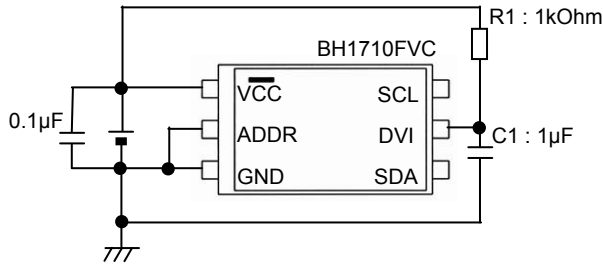 R1 : 1kOhm
BH1710FVC
VCC
SCL
0.1µF
ADDR
DVI
C1 : 1µF
GND
SDA